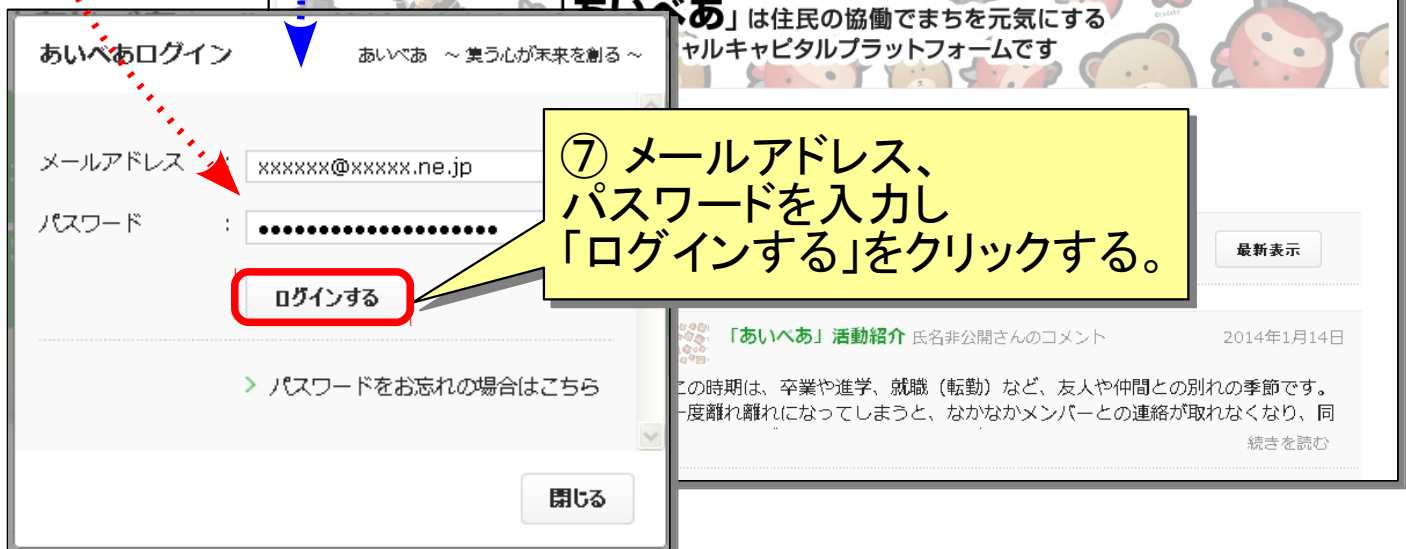 あいべあ」は住民の協働でまちを元気にする
ャルキャピタルプラットフォームです
あいべあログイン
あいべあ ～ 集う心が未来を創る ～
メールアドレス :
xxxxxx@xxxxx.ne.jp
パスワード :
●●●●●●●●●●●●●●●●●●●●
ログインする
> パスワードをお忘れの場合はこちら
閉じる
⑦ メールアドレス、
パスワードを入力し
「ログインする」をクリックする。
最新表示
「あいべあ」活動紹介 氏名非公開さんのコメント 2014年1月14日
この時期は、卒業や進学、就職（転勤）など、友人や仲間との別れの季節です。
一度離れ離れになってしまうと、なかなかメンバーとの連絡が取れなくなり、同
続きを読む